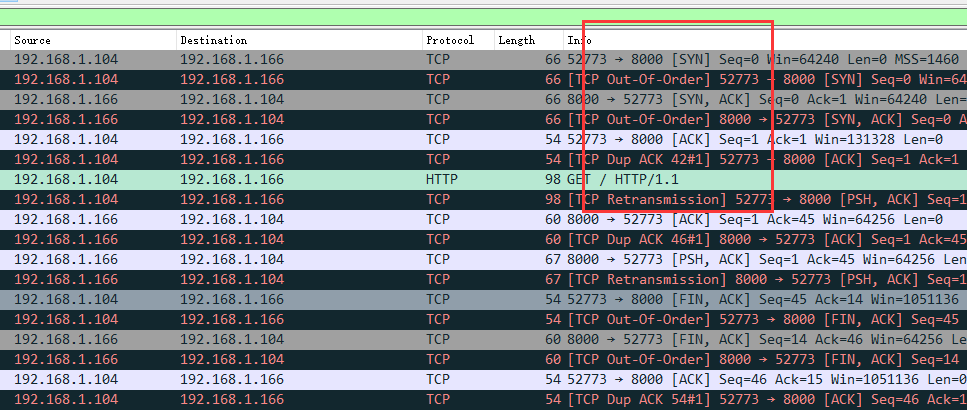 Source Destination Protocol Length Info
192.168.1.104 192.168.1.166 TCP 66 52773 → 8000 [SYN] Seq=0 Win=64240 Len=0 MSS=1460
192.168.1.104 192.168.1.166 TCP 66 [TCP Out-Of-Order] 52773 → 8000 [SYN] Seq=0 Win=64
192.168.1.166 192.168.1.104 TCP 66 8000 → 52773 [SYN, ACK] Seq=0 Ack=1 Win=64240 Len=
192.168.1.166 192.168.1.104 TCP 66 [TCP Out-Of-Order] 8000 → 52773 [SYN, ACK] Seq=0 A
192.168.1.104 192.168.1.166 TCP 54 52773 → 8000 [ACK] Seq=1 Ack=1 Win=131328 Len=0
192.168.1.104 192.168.1.166 TCP 54 [TCP Dup ACK 42#1] 52773 → 8000 [ACK] Seq=1 Ack=1
192.168.1.104 192.168.1.166 HTTP 98 GET / HTTP/1.1
192.168.1.104 192.168.1.166 TCP 98 [TCP Retransmission] 52773 → 8000 [PSH, ACK] Seq=1
192.168.1.166 192.168.1.104 TCP 60 8000 → 52773 [ACK] Seq=1 Ack=45 Win=64256 Len=0
192.168.1.166 192.168.1.104 TCP 60 [TCP Dup ACK 46#1] 8000 → 52773 [ACK] Seq=1 Ack=45
192.168.1.166 192.168.1.104 TCP 67 8000 → 52773 [PSH, ACK] Seq=1 Ack=45 Win=64256 Len
192.168.1.166 192.168.1.104 TCP 67 [TCP Retransmission] 8000 → 52773 [PSH, ACK] Seq=1
192.168.1.104 192.168.1.166 TCP 54 52773 → 8000 [FIN, ACK] Seq=45 Ack=14 Win=1051136
192.168.1.104 192.168.1.166 TCP 54 [TCP Out-Of-Order] 52773 → 8000 [FIN, ACK] Seq=45
192.168.1.166 192.168.1.104 TCP 60 8000 → 52773 [FIN, ACK] Seq=14 Ack=46 Win=64256 Le
192.168.1.166 192.168.1.104 TCP 60 [TCP Out-Of-Order] 8000 → 52773 [FIN, ACK] Seq=14
192.168.1.104 192.168.1.166 TCP 54 52773 → 8000 [ACK] Seq=46 Ack=15 Win=1051136 Len=0
192.168.1.104 192.168.1.166 TCP 54 [TCP Dup ACK 54#1] 52773 → 8000 [ACK] Seq=46 Ack=1